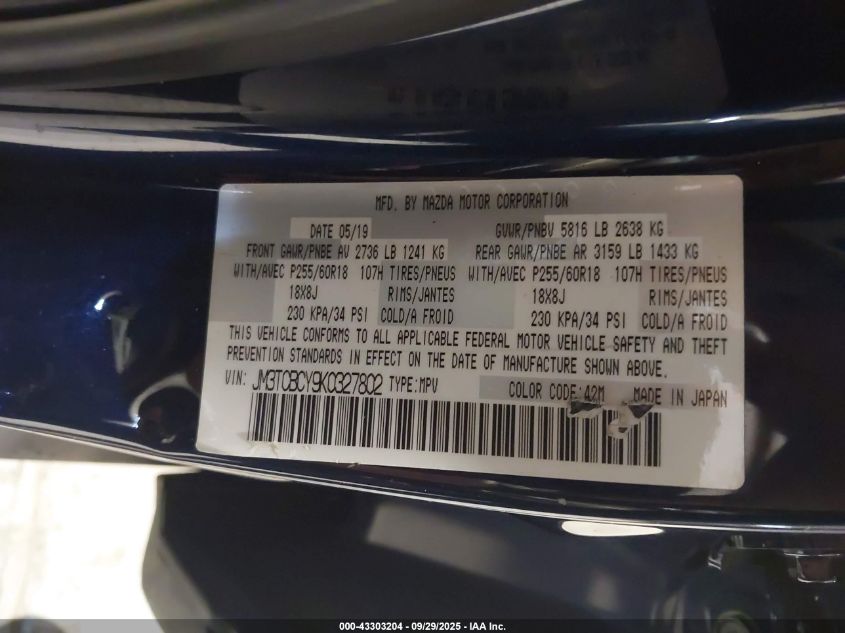 MFD. BY MAZDA MOTOR CORPORATION
DATE 05/19 GVWR/PNBV 5816 LB 2638 KG
FRONT GAWR/PNBE AV 2736 LB 1241 KG REAR GAWR/PNBE AR 3159 LB 1433 KG
WITH/AVEC P255/60R18 107H TIRES/PNEUS WITH/AVEC P255/60R18 107H TIRES/PNEUS
18X8J RIMS/JANTES 18X8J RIMS/JANTES
230 KPA/34 PSI COLD/A FROID 230 KPA/34 PSI COLD/A FROID
THIS VEHICLE CONFORMS TO ALL APPLICABLE FEDERAL MOTOR VEHICLE SAFETY AND THEFT
PREVENTION STANDARDS IN EFFECT ON THE DATE OF MANUFACTURE SHOWN ABOVE.
VIN: JM3TCBCY9K0327802 TYPE:MPV COLOR CODE:42M MADE IN JAPAN
000-43303204 - 09/29/2025 - IAA Inc.